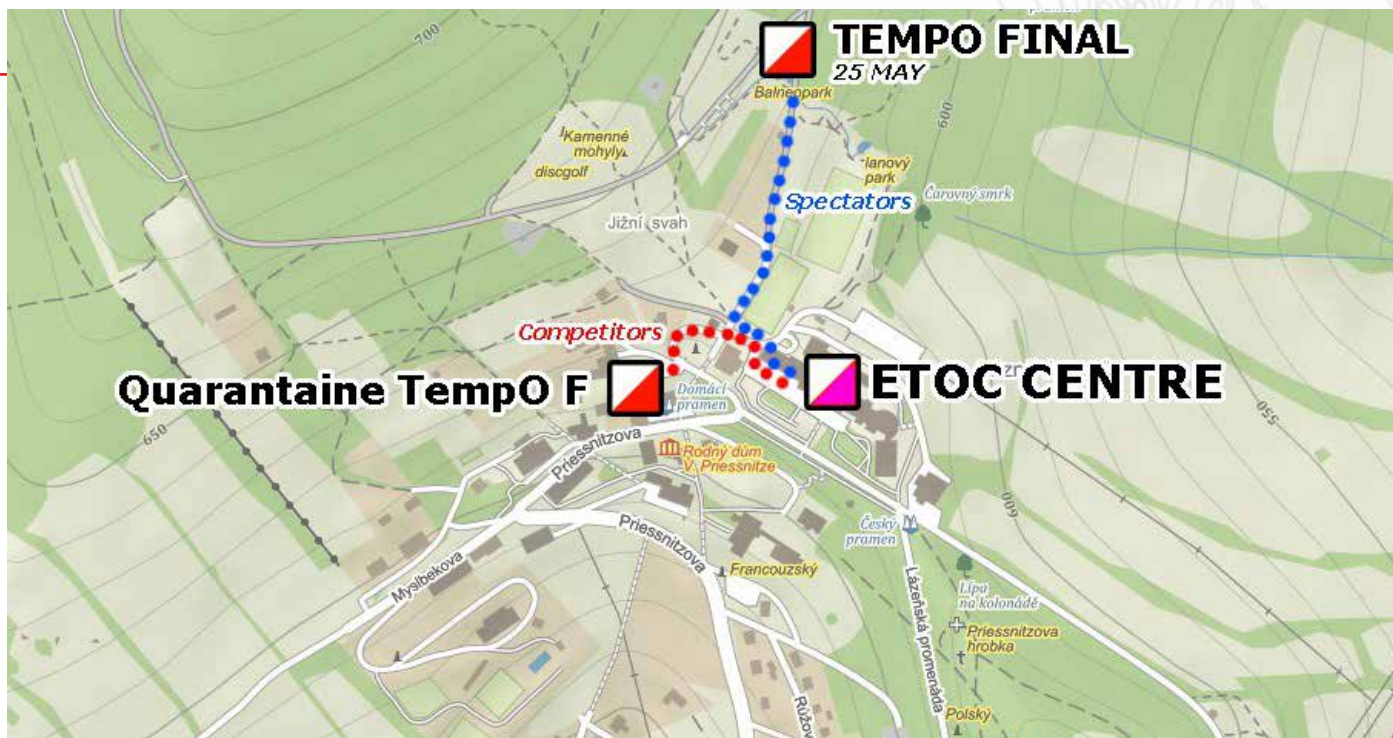 TEMPO FINAL
25 MAY
700
Balneopark
600
Kamenné
mohyly
discgolf
lanový
park
Spectators
Čarovný smrk
Jižní svah
Competitors
Quarantaine TempO F
ETOC CENTRE
Domácí
pramen
650
550
Priessnitzova
Rodný dům
V. Priessnitze
600
Český
pramen
Priessnitzova
Mysibekova
Francouzský
Lípa
na kolonádě
Lázeňská promenáda
Priessnitzova
hrobka
Polský